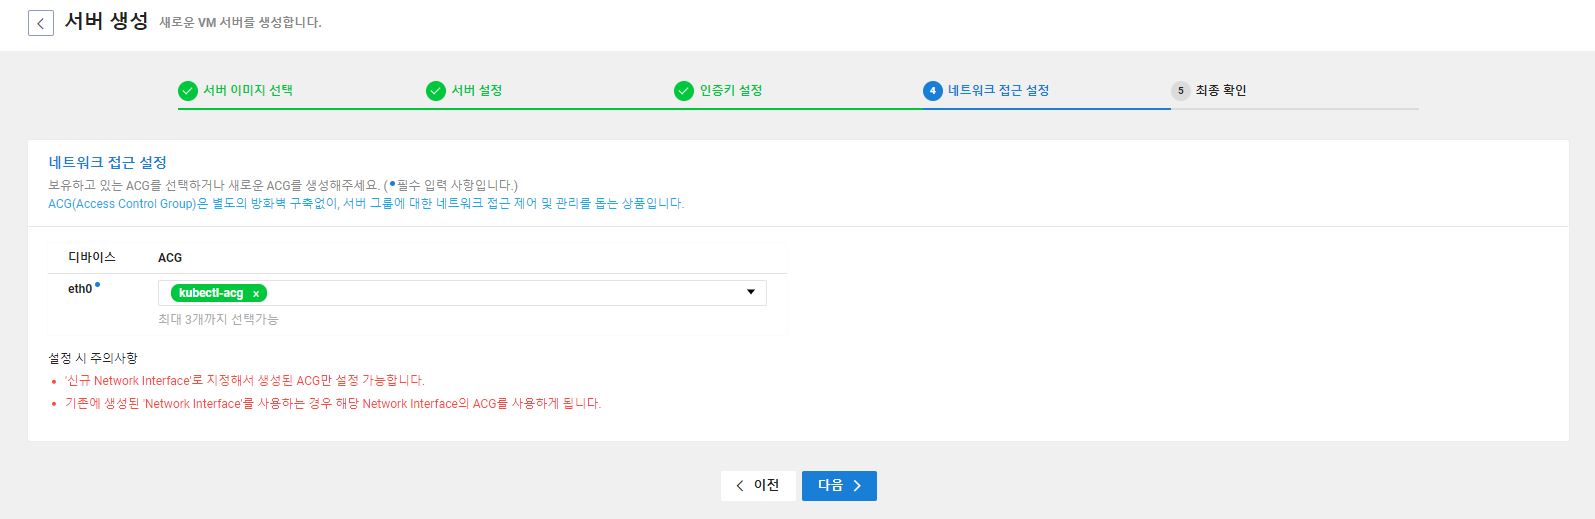 서버 생성 새로운 VM 서버를 생성합니다.
서버 이미지 선택 서버 설정 인증키 설정 4 네트워크 접근 설정 5 최종 확인
네트워크 접근 설정
보유하고 있는 ACG를 선택하거나 새로운 ACG를 생성해주세요. (•필수 입력 사항입니다.)
ACG(Access Control Group)은 별도의 방화벽 구축없이, 서버 그룹에 대한 네트워크 접근 제어 및 관리를 돕는 상품입니다.
디바이스 ACG
eth0• kubectl-acg x
최대 3개까지 선택가능
설정 시 주의사항
• '신규 Network Interface'로 지정해서 생성된 ACG만 설정 가능합니다.
• 기존에 생성된 'Network Interface'를 사용하는 경우 해당 Network Interface의 ACG를 사용하게 됩니다.
< 이전 다음 >